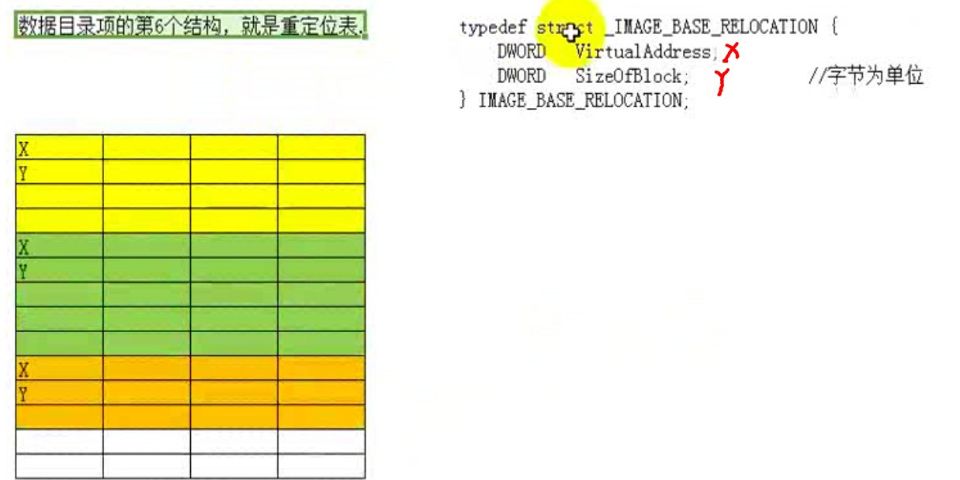 数据目录项的第6个结构，就是重定位表.
typedef struct _IMAGE_BASE_RELOCATION {
DWORD VirtualAddress; X
DWORD SizeOfBlock; Y //字节为单位
} IMAGE_BASE_RELOCATION;
X
Y
X
Y
X
Y